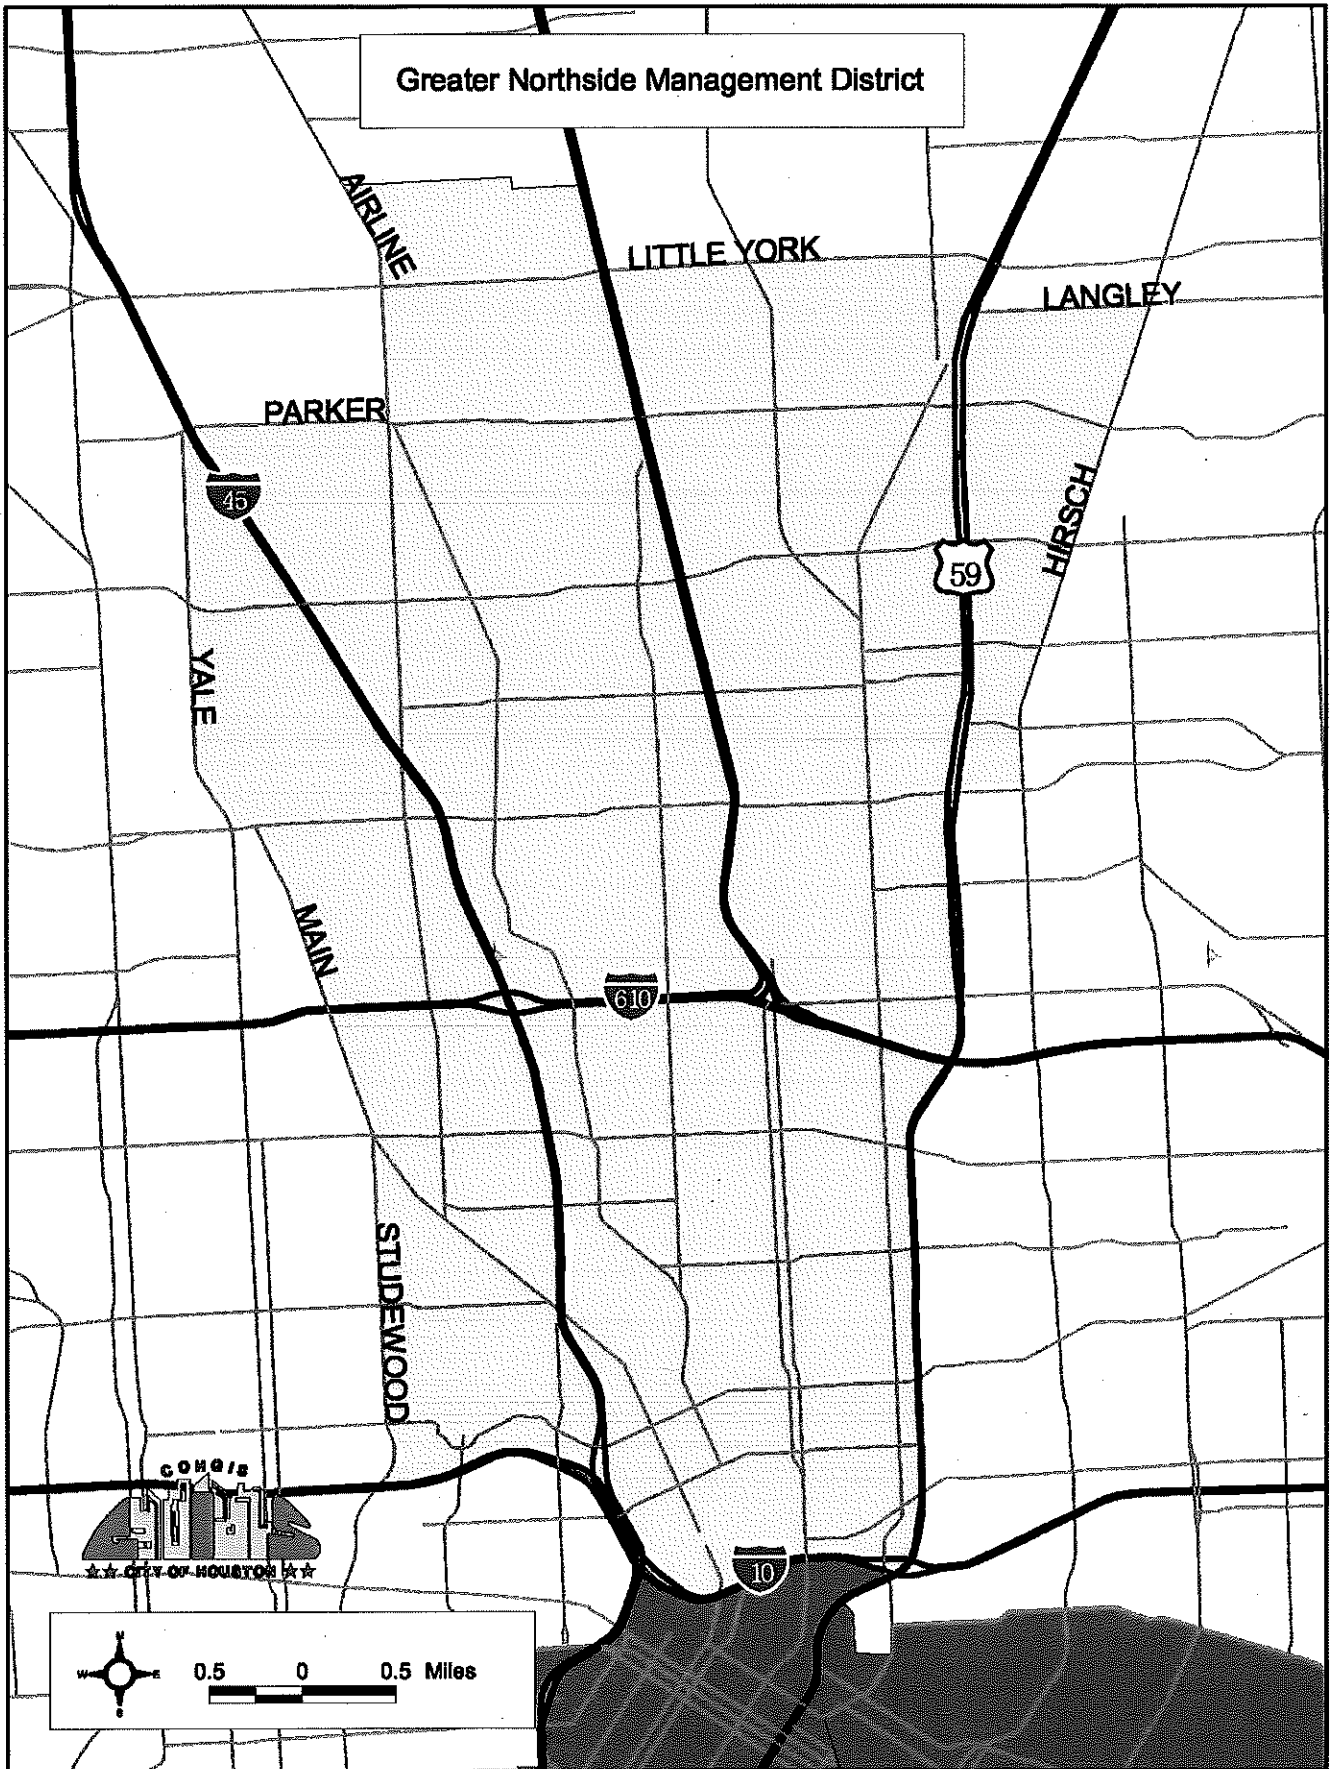 Greater Northside Management District
AIRLINE
LITTLE YORK
LANGLEY
PARKER
45
HIRSCH
59
YALE
MAIN
610
STUDEWOOD
COHGIS
☆☆ CITY OF HOUSTON ☆☆
10
N
W E
S
0.5 0 0.5 Miles